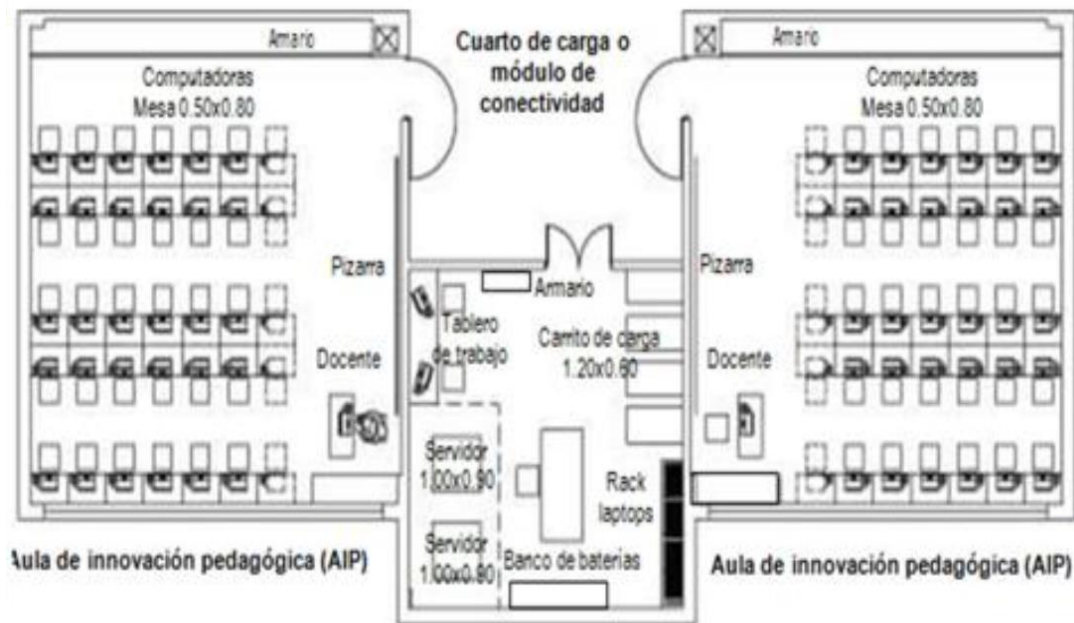 Amario
Computadoras
Mesa 0.50x0.80
Pizarra
Docente
Aula de innovación pedagógica (AIP)
Cuarto de carga o
módulo de
conectividad
Armario
Tablero
de trabajo
Carrito de carga
1.20x0.60
Servidor
1.00x0.90
Servidor
1.00x0.90
Rack
laptops
Banco de baterías
Amario
Computadoras
Mesa 0.50x0.80
Pizarra
Docente
Aula de innovación pedagógica (AIP)